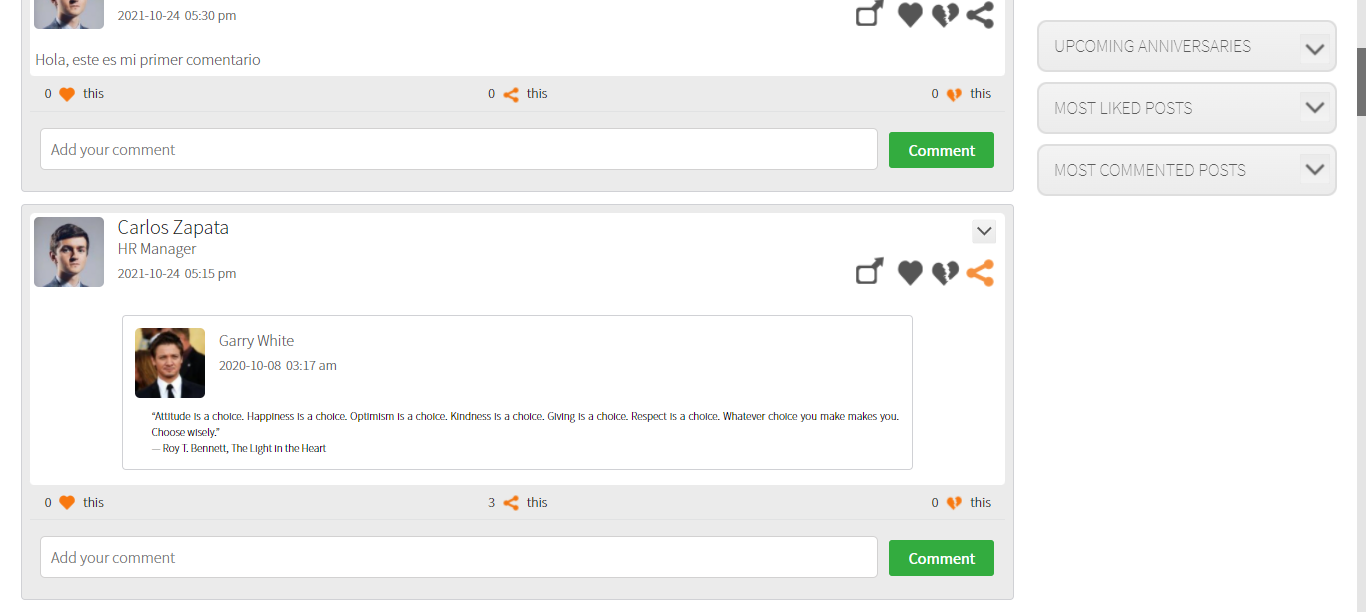 2021-10-24 05:30 pm
Hola, este es mi primer comentario
0 this 0 this 0 this
Add your comment Comment
Carlos Zapata
HR Manager
2021-10-24 05:15 pm
Garry White
2020-10-08 03:17 am
“Attitude is a choice. Happiness is a choice. Optimism is a choice. Kindness is a choice. Giving is a choice. Respect is a choice. Whatever choice you make makes you.
Choose wisely.”
― Roy T. Bennett, The Light in the Heart
0 this 3 this 0 this
Add your comment Comment
UPCOMING ANNIVERSARIES
MOST LIKED POSTS
MOST COMMENTED POSTS